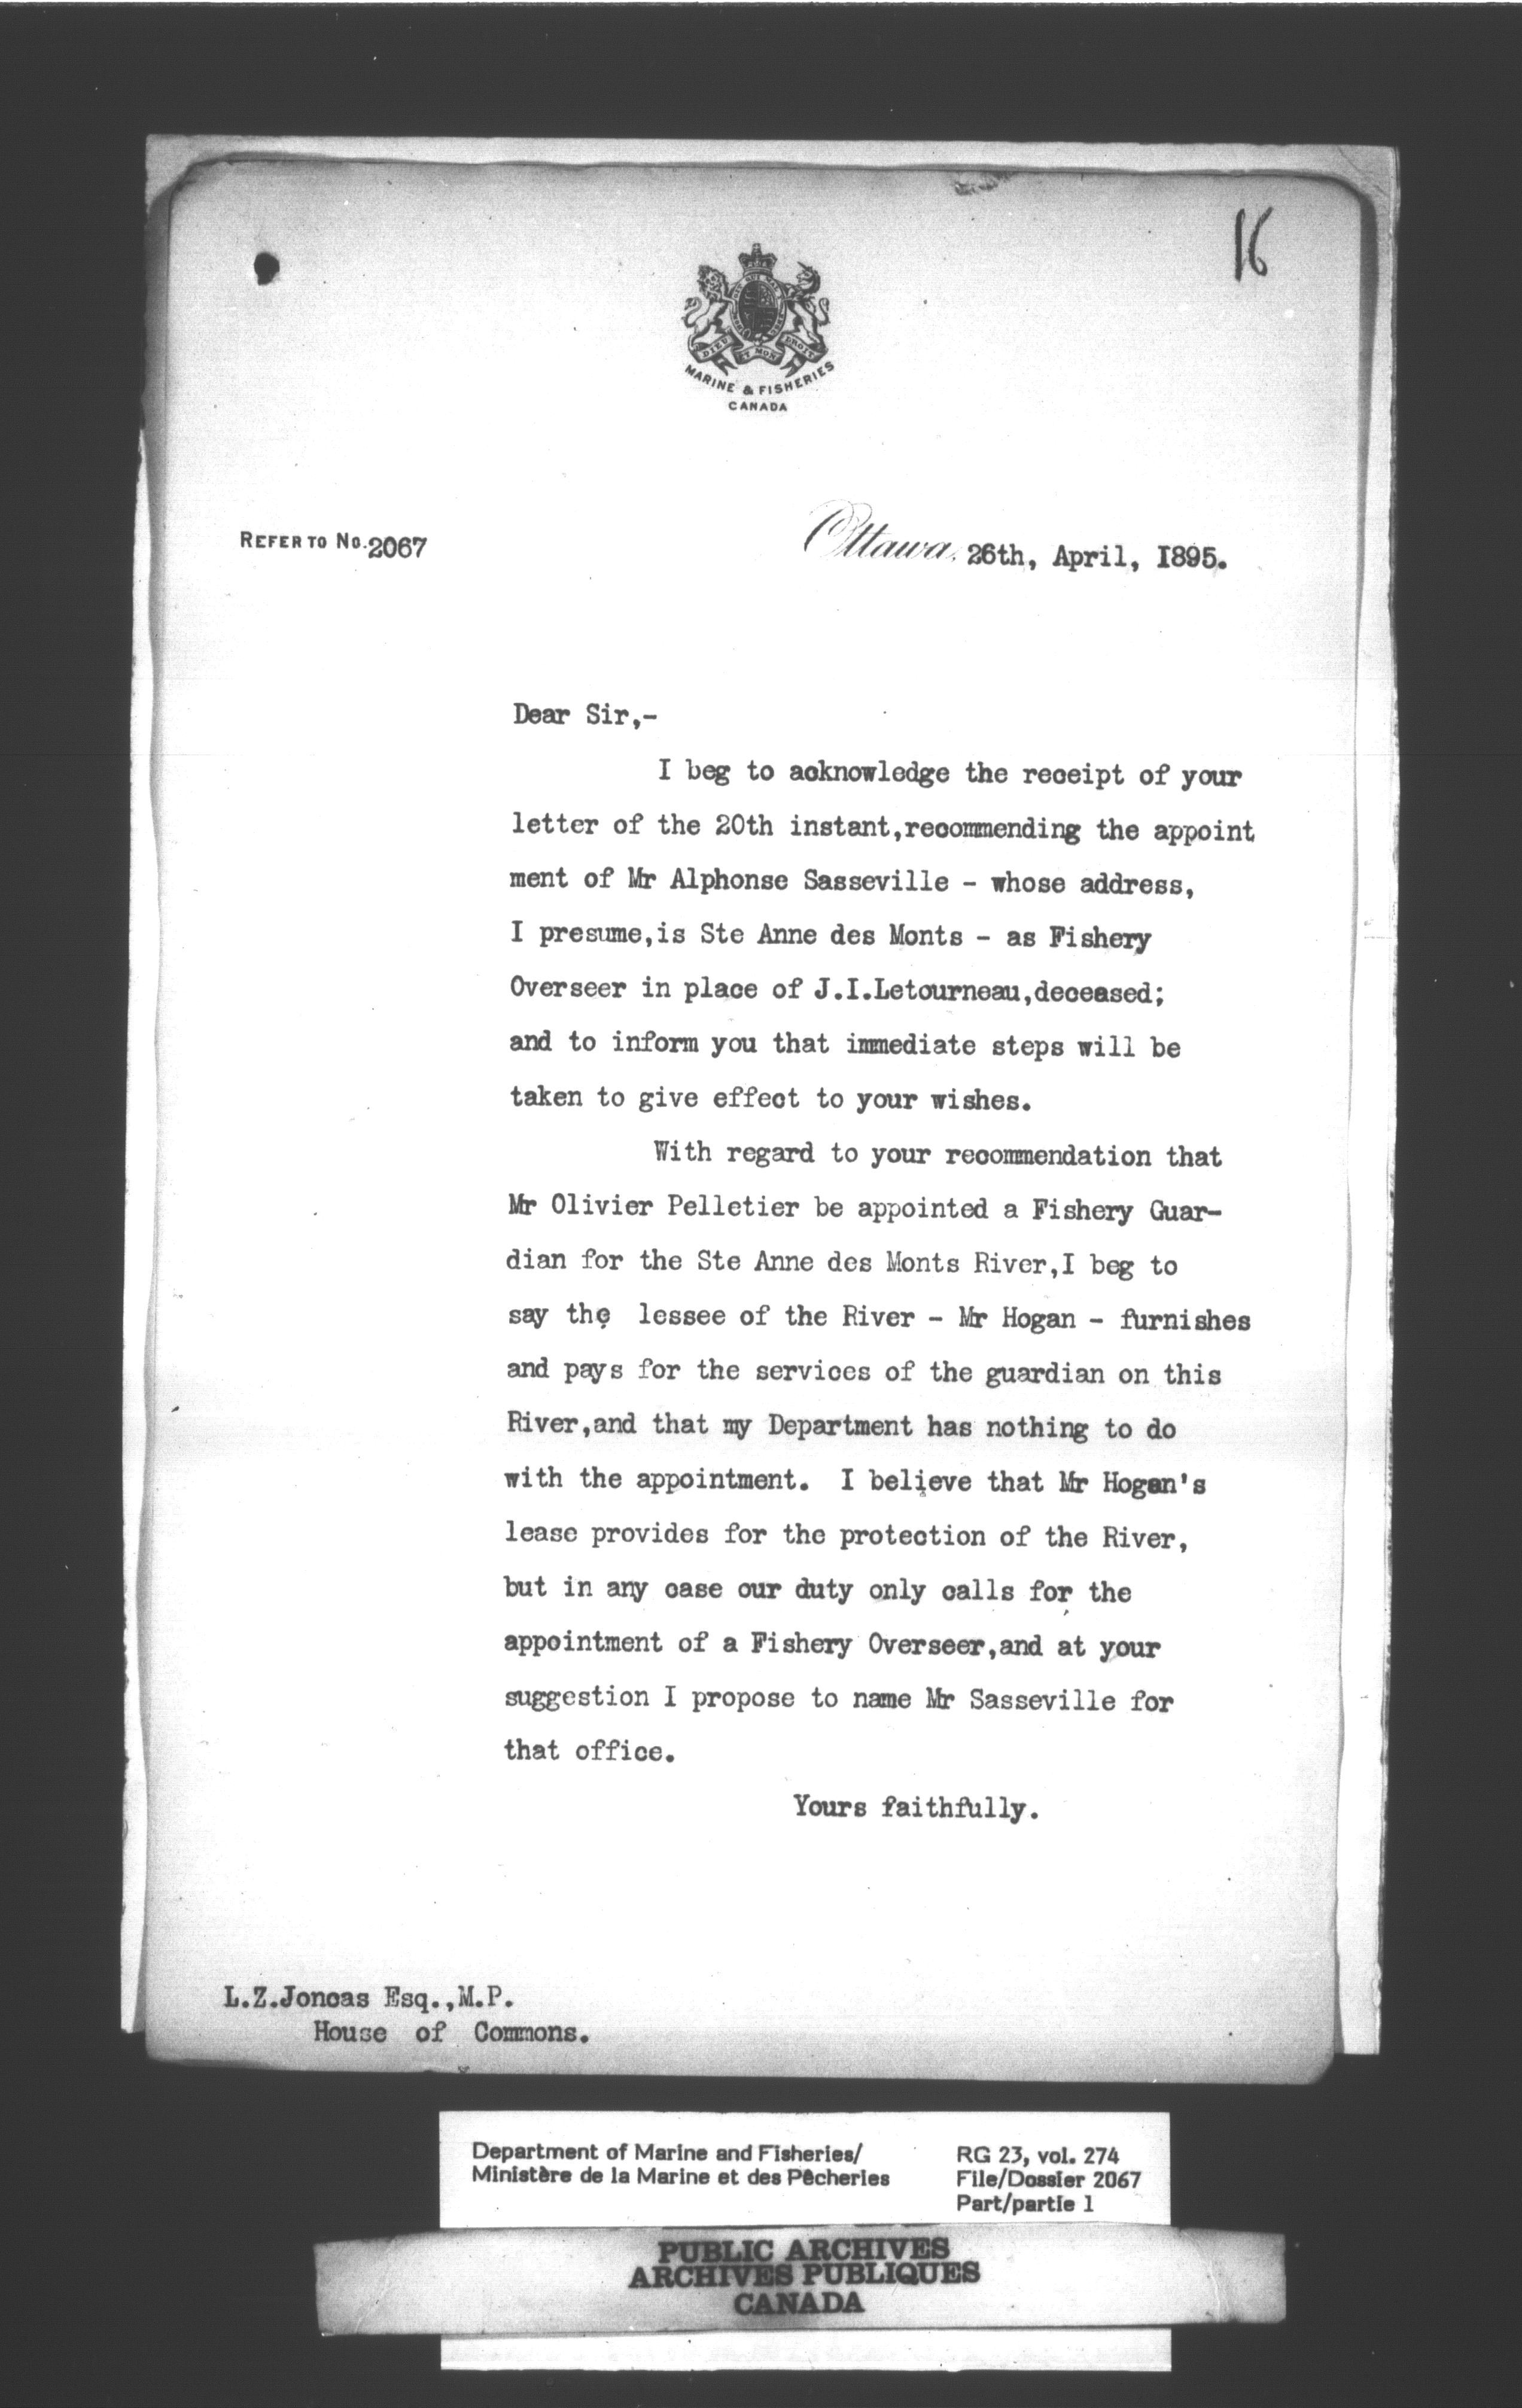 16
DIEU ET MON DROIT
MARINE & FISHERIES
CANADA
REFER TO No. 2067
Ottawa, 26th, April, I895.
Dear Sir,-
I beg to acknowledge the receipt of your
letter of the 20th instant,recommending the appoint
ment of Mr Alphonse Sasseville - whose address,
I presume,is Ste Anne des Monts - as Fishery
Overseer in place of J.I.Letourneau,deceased;
and to inform you that immediate steps will be
taken to give effect to your wishes.
With regard to your recommendation that
Mr Olivier Pelletier be appointed a Fishery Guar-
dian for the Ste Anne des Monts River,I beg to
say the lessee of the River - Mr Hogan - furnishes
and pays for the services of the guardian on this
River,and that my Department has nothing to do
with the appointment. I believe that Mr Hogan's
lease provides for the protection of the River,
but in any case our duty only calls for the
appointment of a Fishery Overseer,and at your
suggestion I propose to name Mr Sasseville for
that office.
Yours faithfully.
L.Z.Joncas Esq.,M.P.
House of Commons.
Department of Marine and Fisheries/
Ministère de la Marine et des Pêcheries
RG 23, vol. 274
File/Dossier 2067
Part/partie 1
PUBLIC ARCHIVES
ARCHIVES PUBLIQUES
CANADA